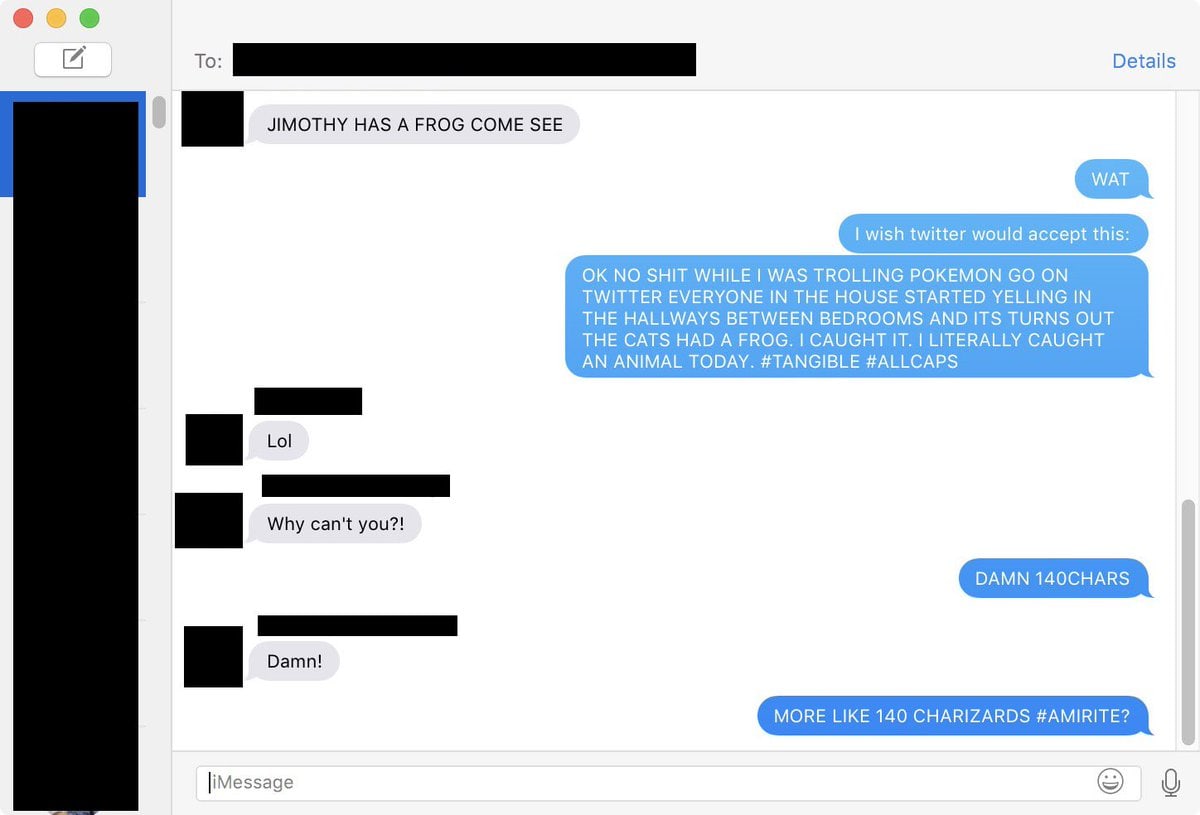 To:
Details
JIMOTHY HAS A FROG COME SEE
WAT
I wish twitter would accept this:
OK NO SHIT WHILE I WAS TROLLING POKEMON GO ON
TWITTER EVERYONE IN THE HOUSE STARTED YELLING IN
THE HALLWAYS BETWEEN BEDROOMS AND ITS TURNS OUT
THE CATS HAD A FROG. I CAUGHT IT. I LITERALLY CAUGHT
AN ANIMAL TODAY. #TANGIBLE #ALLCAPS
Lol
Why can't you?!
DAMN 140CHARS
Damn!
MORE LIKE 140 CHARIZARDS #AMIRITE?
iMessage